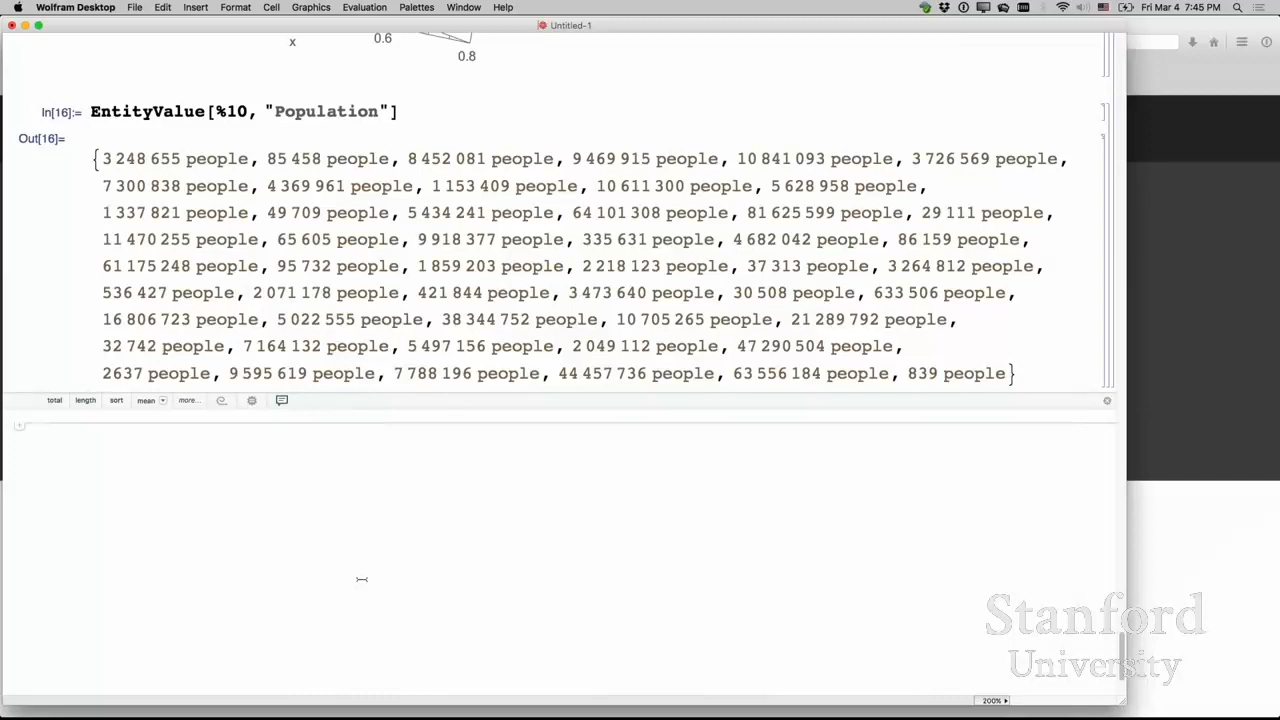 Wolfram Desktop File Edit Insert Format Cell Graphics Evaluation Palettes Window Help Fri Mar 4 7:45 PM
Untitled-1
x 0.6
0.8
In[16]:= EntityValue[%10, "Population"]
Out[16]=
{3 248 655 people, 85 458 people, 8 452 081 people, 9 469 915 people, 10 841 093 people, 3 726 569 people,
7 300 838 people, 4 369 961 people, 1 153 409 people, 10 611 300 people, 5 628 958 people,
1 337 821 people, 49 709 people, 5 434 241 people, 64 101 308 people, 81 625 599 people, 29 111 people,
11 470 255 people, 65 605 people, 9 918 377 people, 335 631 people, 4 682 042 people, 86 159 people,
61 175 248 people, 95 732 people, 1 859 203 people, 2 218 123 people, 37 313 people, 3 264 812 people,
536 427 people, 2 071 178 people, 421 844 people, 3 473 640 people, 30 508 people, 633 506 people,
16 806 723 people, 5 022 555 people, 38 344 752 people, 10 705 265 people, 21 289 792 people,
32 742 people, 7 164 132 people, 5 497 156 people, 2 049 112 people, 47 290 504 people,
2637 people, 9 595 619 people, 7 788 196 people, 44 457 736 people, 63 556 184 people, 839 people}
total length sort mean more...
Stanford
University
200%